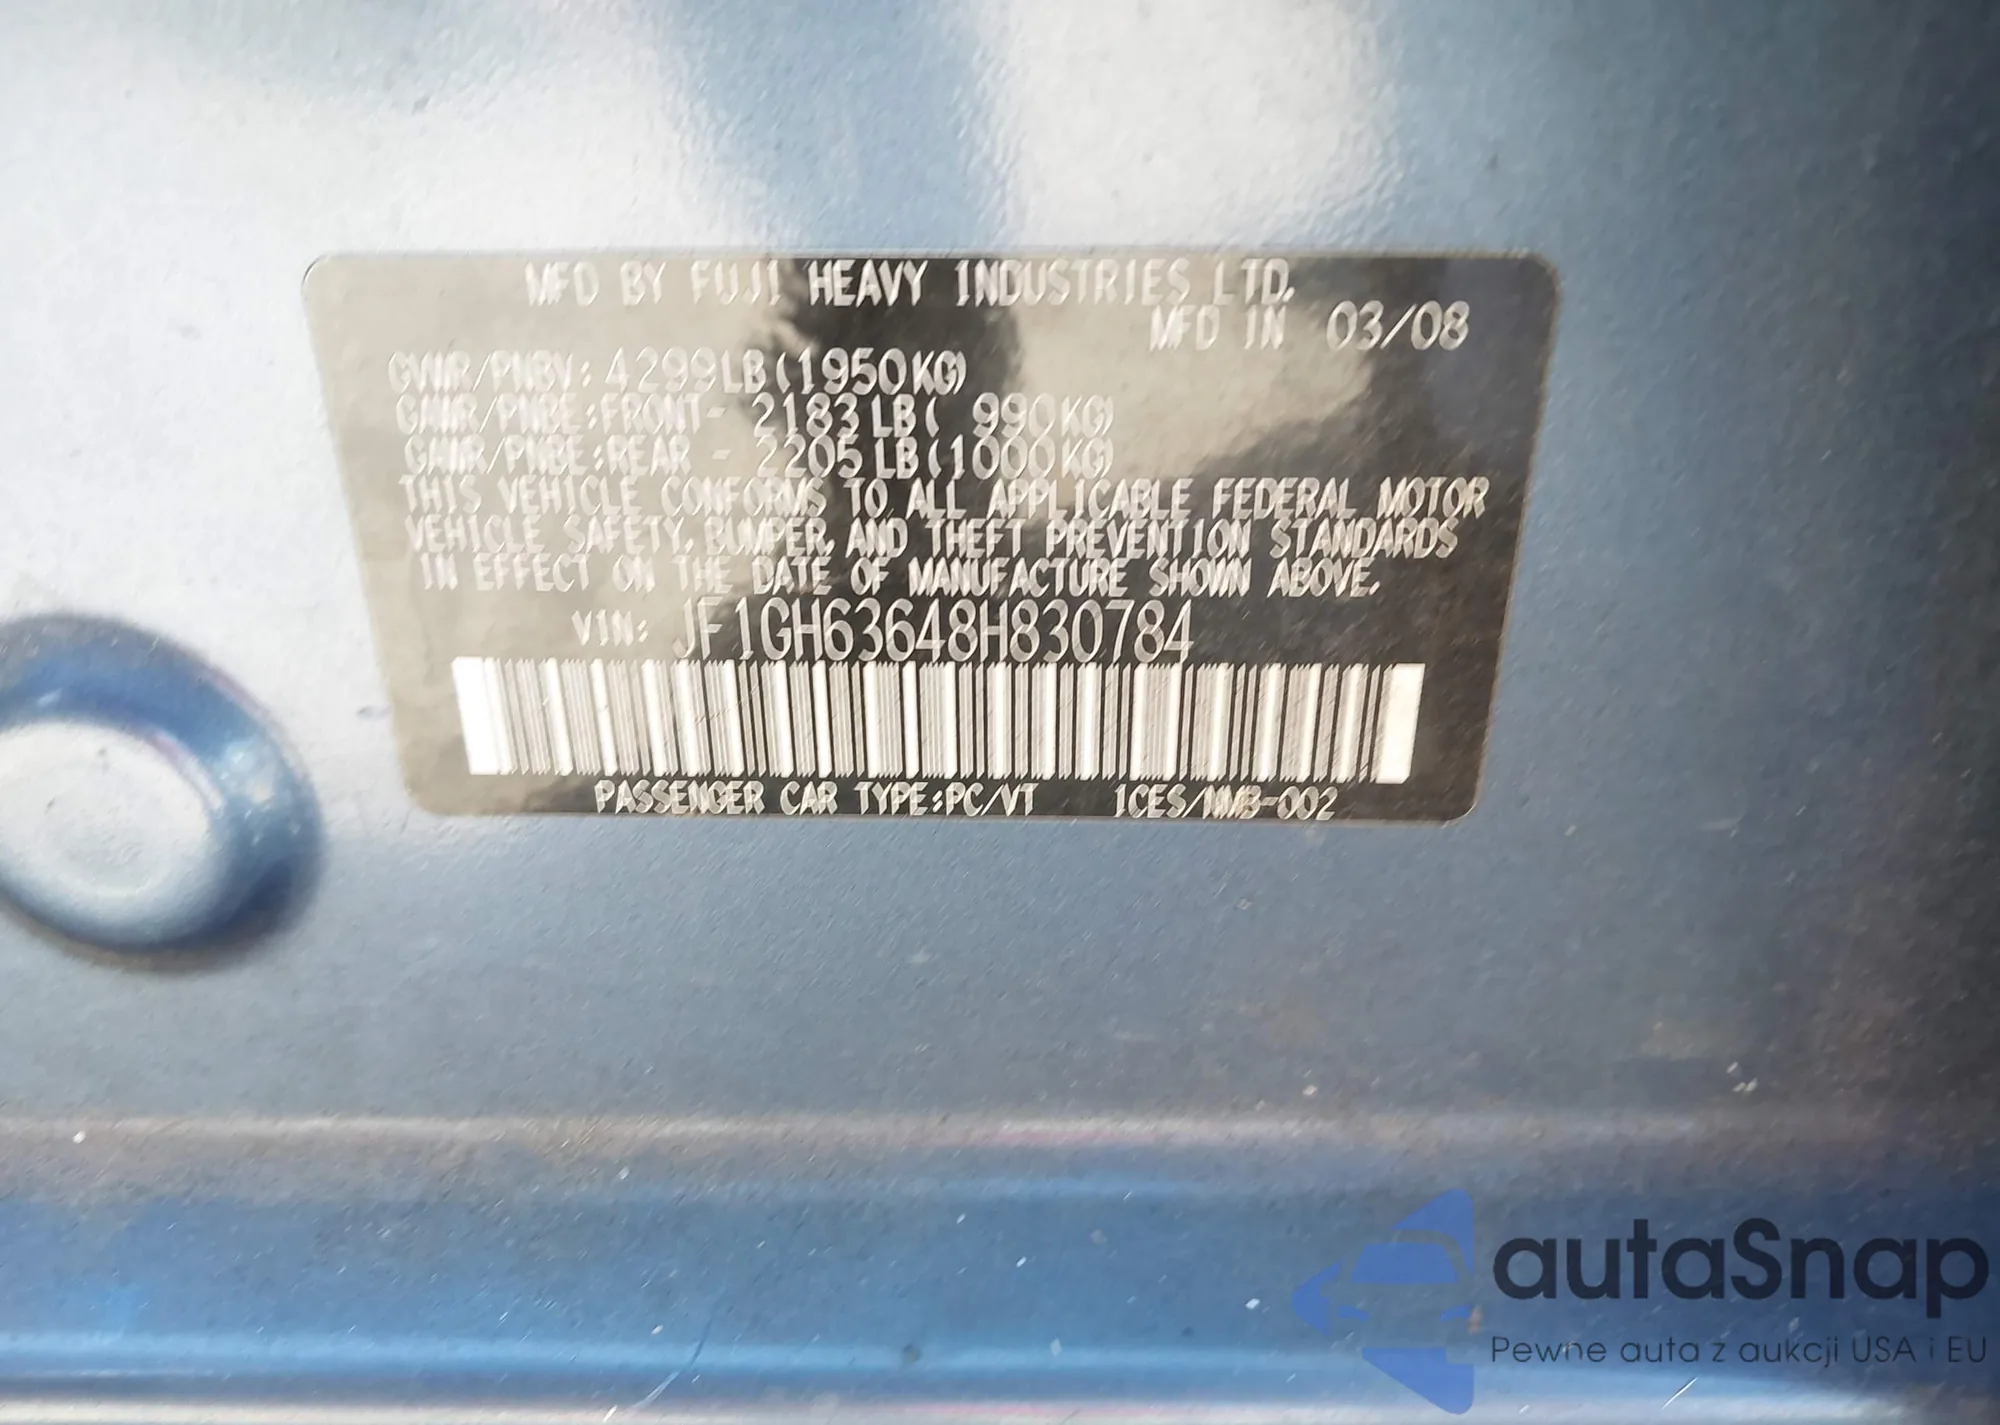 MFD BY FUJI HEAVY INDUSTRIES LTD.
MFD IN 03/08
GVWR/PNBV: 4299LB(1950KG)
GAWR/PNBE:FRONT- 2183LB( 990KG)
GAWR/PNBE:REAR - 2205LB(1000KG)
THIS VEHICLE CONFORMS TO ALL APPLICABLE FEDERAL MOTOR
VEHICLE SAFETY, BUMPER, AND THEFT PREVENTION STANDARDS
IN EFFECT ON THE DATE OF MANUFACTURE SHOWN ABOVE.
VIN: JF1GH63648H830784
PASSENGER CAR TYPE:PC/VT ICES/NMB-002
autaSnap
Pewne auta z aukcji USA i EU